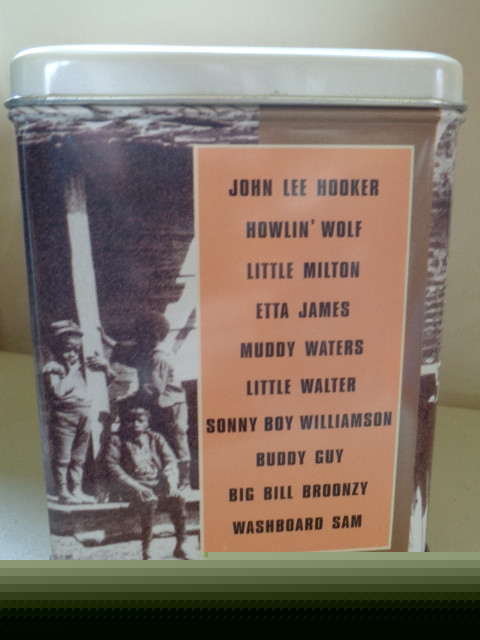 JOHN LEE HOOKER
HOWLIN' WOLF
LITTLE MILTON
ETTA JAMES
MUDDY WATERS
LITTLE WALTER
SONNY BOY WILLIAMSON
BUDDY GUY
BIG BILL BROONZY
WASHBOARD SAM